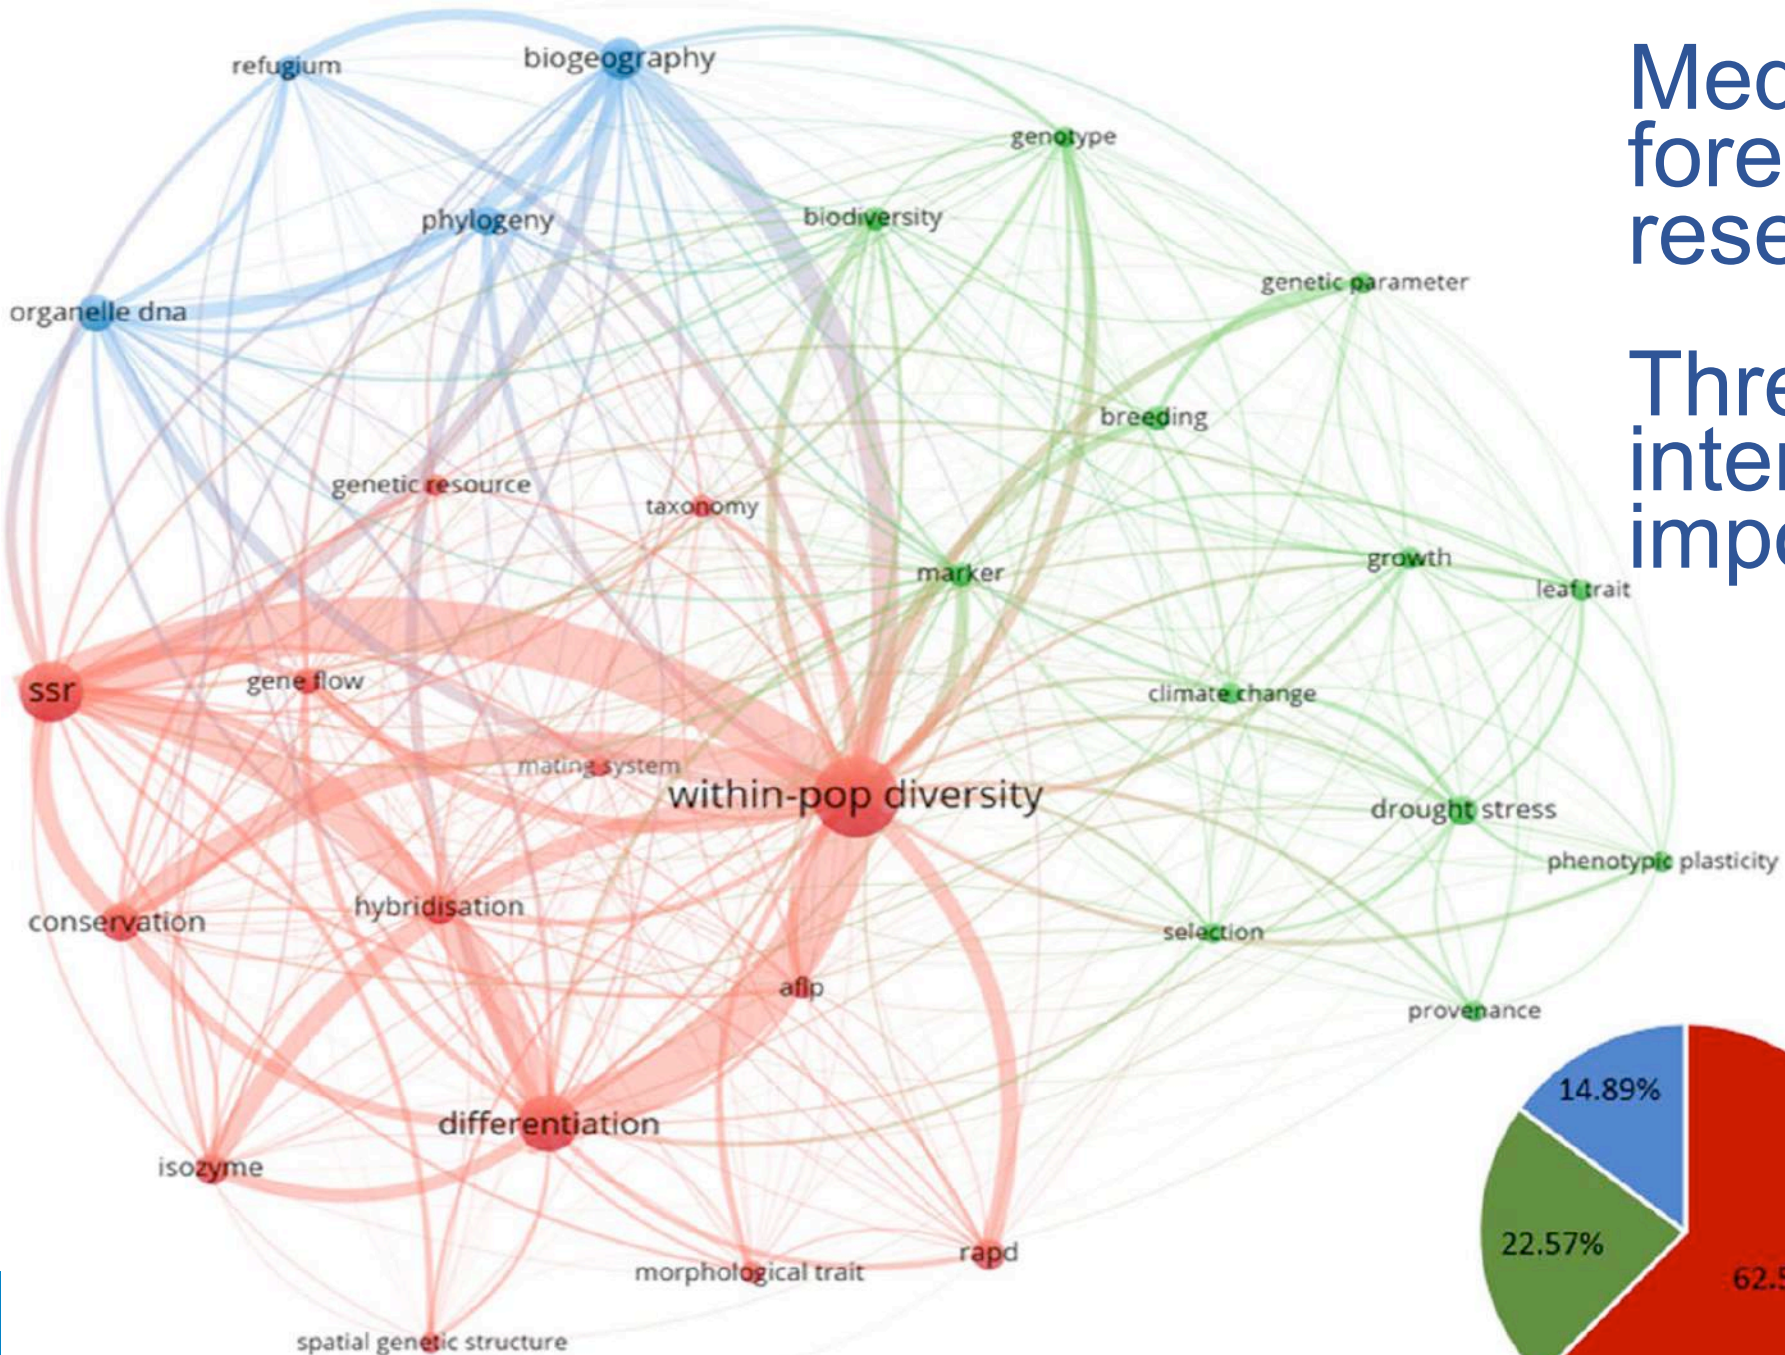 refugium
biogeography
genotype
phylogeny
biodiversity
genetic parameter
organelle dna
breeding
genetic resource
taxonomy
marker
growth
leaf trait
ssr
gene flow
climate change
mating system
within-pop diversity
drought stress
phenotypic plasticity
conservation
hybridisation
selection
aflp
provenance
differentiation
isozyme
rapd
morphological trait
spatial genetic structure
14.89%
22.57%